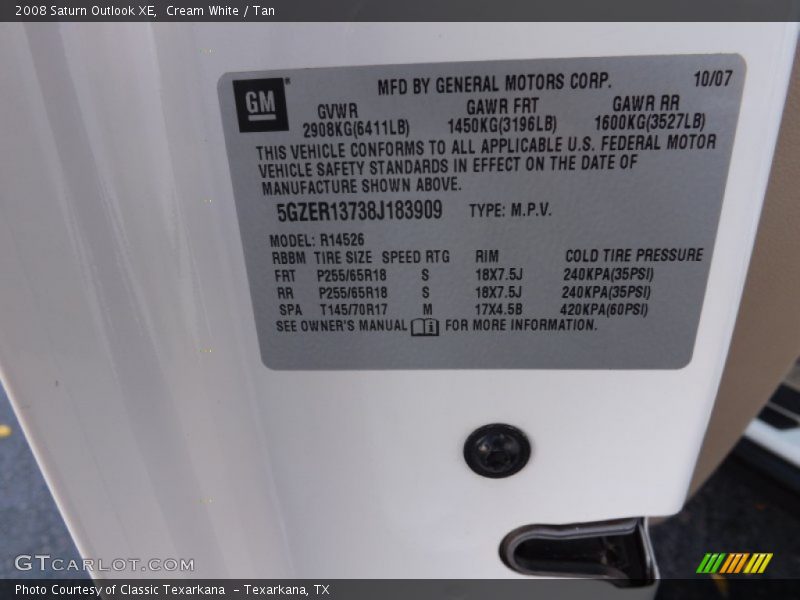 2008 Saturn Outlook XE, Cream White / Tan
GM
MFD BY GENERAL MOTORS CORP. 10/07
GVWR GAWR FRT GAWR RR
2908KG(6411LB) 1450KG(3196LB) 1600KG(3527LB)
THIS VEHICLE CONFORMS TO ALL APPLICABLE U.S. FEDERAL MOTOR
VEHICLE SAFETY STANDARDS IN EFFECT ON THE DATE OF
MANUFACTURE SHOWN ABOVE.
5GZER13738J183909 TYPE: M.P.V.
MODEL: R14526
RBBM TIRE SIZE SPEED RTG RIM COLD TIRE PRESSURE
FRT P255/65R18 S 18X7.5J 240KPA(35PSI)
RR P255/65R18 S 18X7.5J 240KPA(35PSI)
SPA T145/70R17 M 17X4.5B 420KPA(60PSI)
SEE OWNER'S MANUAL FOR MORE INFORMATION.
GTCARLOT.COM
Photo Courtesy of Classic Texarkana - Texarkana, TX